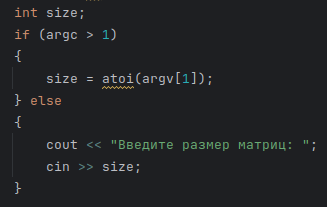 int size;
if (argc > 1)
{
    size = atoi(argv[1]);
} else
{
    cout << "Введите размер матриц: ";
    cin >> size;
}